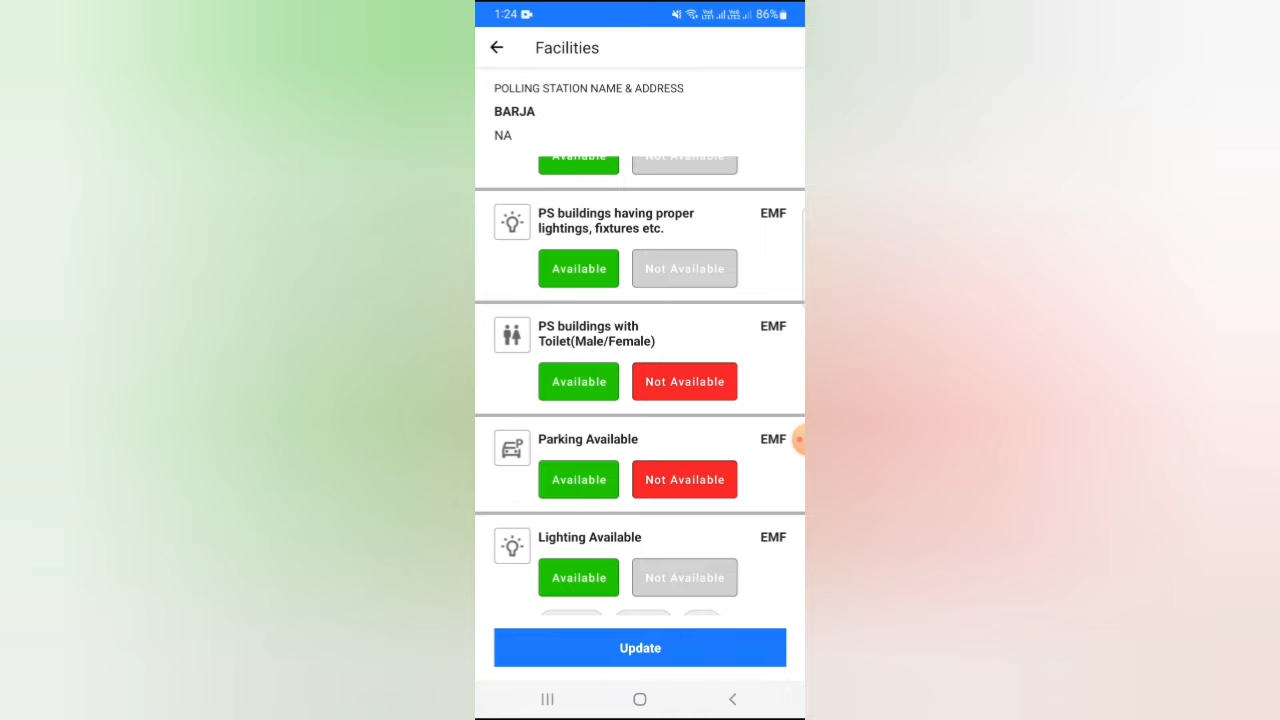 1:24 86%
Facilities
POLLING STATION NAME & ADDRESS
BARJA
NA
Available Not Available
PS buildings having proper EMF
lightings, fixtures etc.
Available Not Available
PS buildings with EMF
Toilet(Male/Female)
Available Not Available
Parking Available EMF
Available Not Available
Lighting Available EMF
Available Not Available
Update